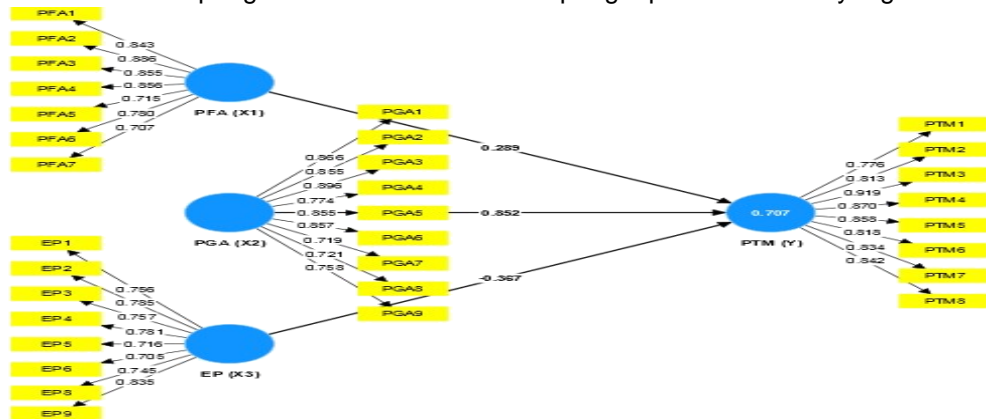 PFA1
PFA2
PFA3
PFA4
PFA5
PFA6
PFA7
0.843
0.886
0.855
0.856
0.715
0.780
0.707
PFA (X1)
PGA1
PGA2
PGA3
PGA4
PGA5
PGA6
PGA7
PGA8
PGA9
0.866
0.855
0.895
0.774
0.855
0.857
0.719
0.721
0.758
PGA (X2)
EP1
EP2
EP3
EP4
EP5
EP6
EP8
EP9
0.756
0.785
0.757
0.781
0.716
0.705
0.745
0.835
EP (X3)
0.289
0.852
-0.367
0.707
PTM (Y)
0.776
0.813
0.919
0.870
0.858
0.818
0.834
0.842
PTM1
PTM2
PTM3
PTM4
PTM5
PTM6
PTM7
PTM8